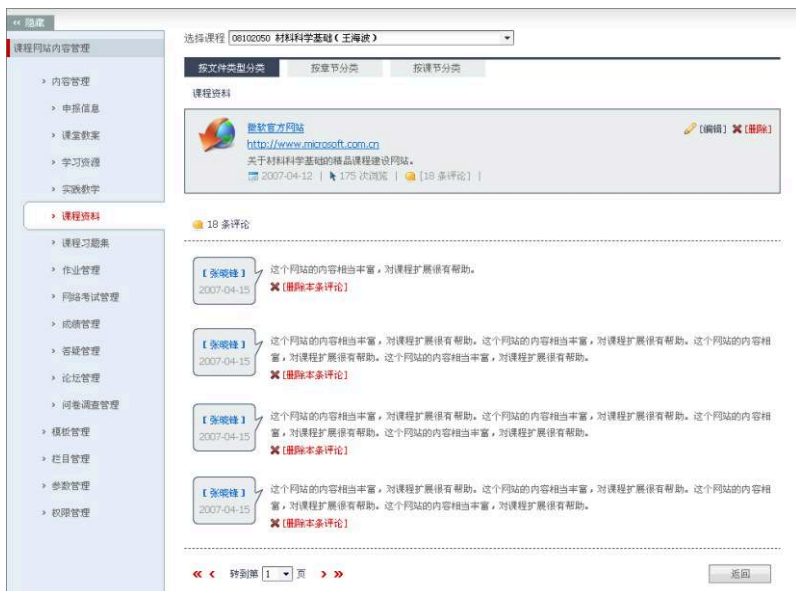 << 隐藏
课程网站内容管理
› 内容管理
› 申报信息
› 课堂教案
› 学习资源
› 实践教学
› 课程资料
› 课程习题集
› 作业管理
› 网络考试管理
› 成绩管理
› 答疑管理
› 论坛管理
› 问卷调查管理
› 模板管理
› 栏目管理
› 参数管理
› 权限管理
选择课程 08102050 材料科学基础(王海波)
按文件类型分类 按章节分类 按课节分类
课程资料
微软官方网站
[编辑] [删除]
http://www.microsoft.com.cn
关于材料科学基础的精品课程建设网站。
2007-04-12 | 175 次浏览 | [18 条评论] |
18 条评论
【张晓锋】
2007-04-15
这个网站的内容相当丰富,对课程扩展很有帮助。
[删除本条评论]
【张晓锋】
2007-04-15
这个网站的内容相当丰富,对课程扩展很有帮助。这个网站的内容相当丰富,对课程扩展很有帮助。这个网站的内容相
当丰富,对课程扩展很有帮助。这个网站的内容相当丰富,对课程扩展很有帮助。
[删除本条评论]
【张晓锋】
2007-04-15
这个网站的内容相当丰富,对课程扩展很有帮助。这个网站的内容相当丰富,对课程扩展很有帮助。这个网站的内容相
当丰富,对课程扩展很有帮助。这个网站的内容相当丰富,对课程扩展很有帮助。
[删除本条评论]
【张晓锋】
2007-04-15
这个网站的内容相当丰富,对课程扩展很有帮助。这个网站的内容相当丰富,对课程扩展很有帮助。这个网站的内容相
当丰富,对课程扩展很有帮助。这个网站的内容相当丰富,对课程扩展很有帮助。
[删除本条评论]
« ‹ 转到第 1 页 › »
返回